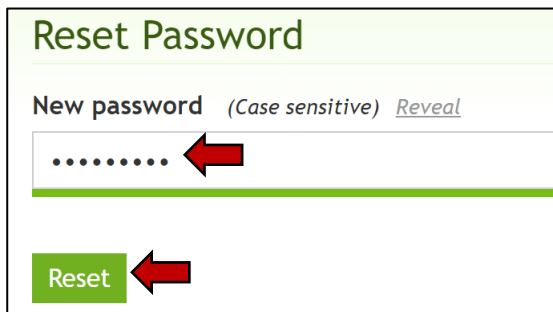 Reset Password
New password (Case sensitive) Reveal
•••••••••
Reset